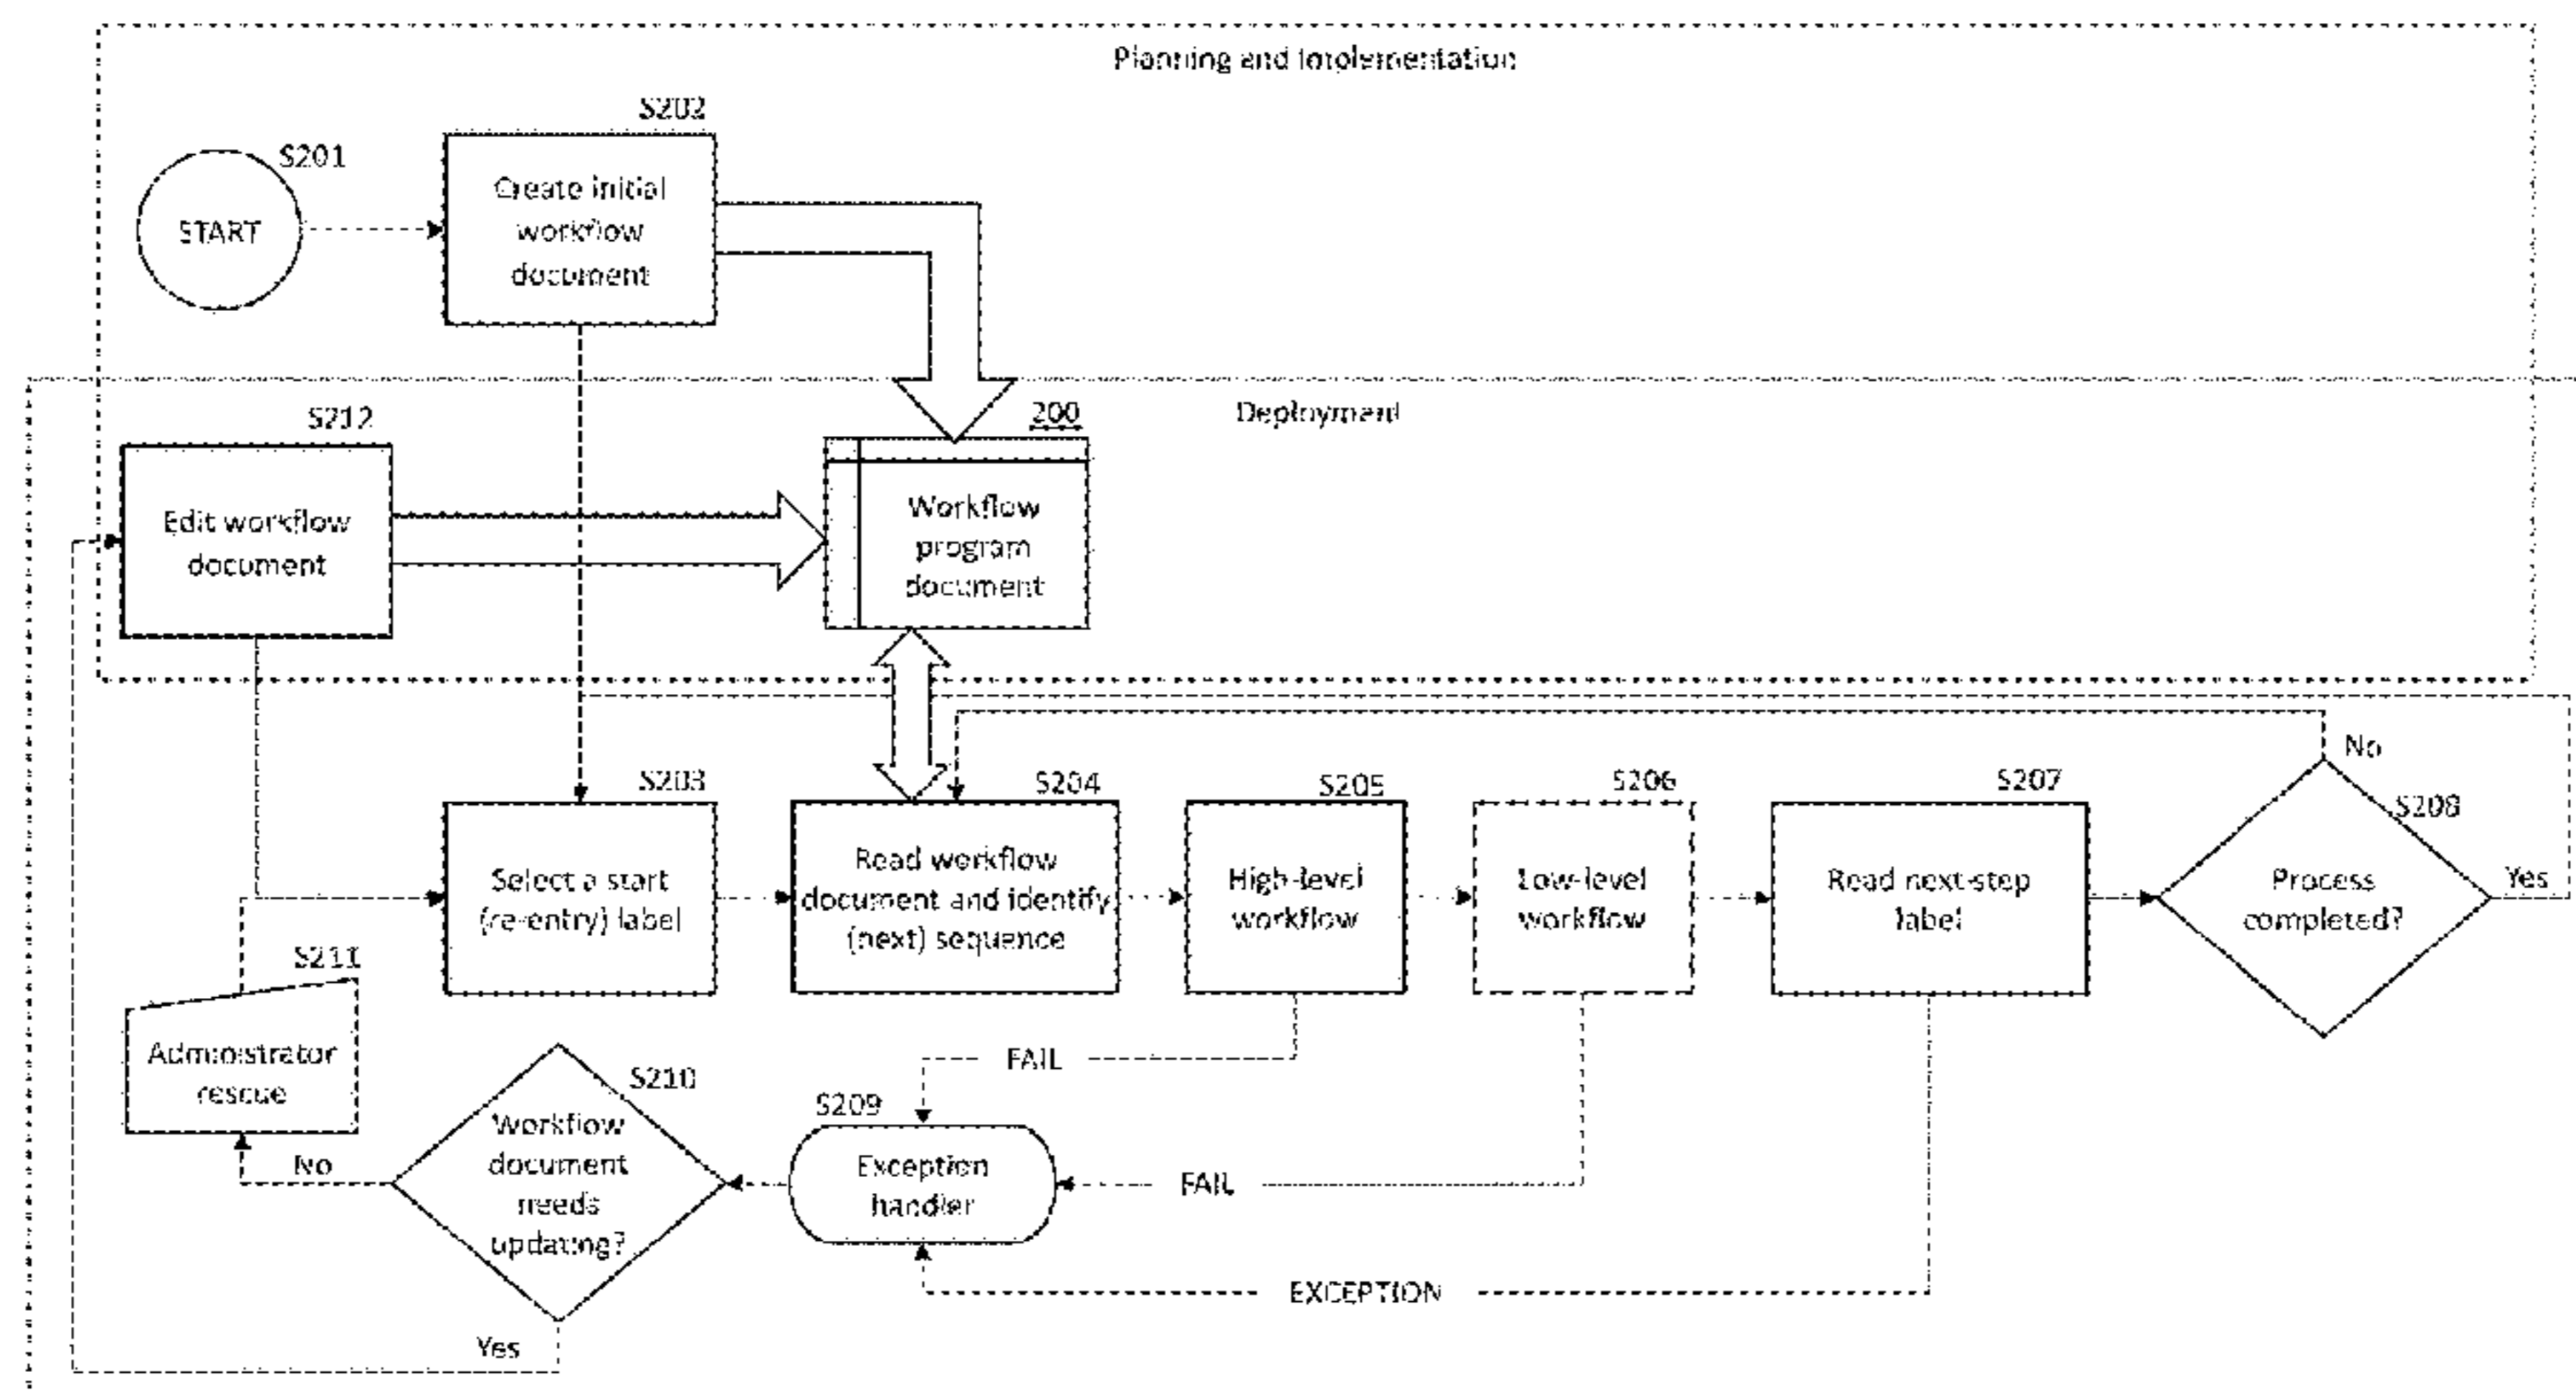 Planning and Implementation
S202
S201
Create initial
workflow
document
START
Deployment
S212
200
Edit workflow
document
Workflow
program
document
No
S203
S204
S205
S206
S207
S208
Select a start
(re-entry) label
Read workflow
document and identify
(next) sequence
High-level
workflow
Low-level
workflow
Read next-step
label
Process
completed?
Yes
S211
Administrator
rescue
FAIL
S210
S209
Workflow
document
needs
updating?
No
Exception
handler
FAIL
EXCEPTION
Yes